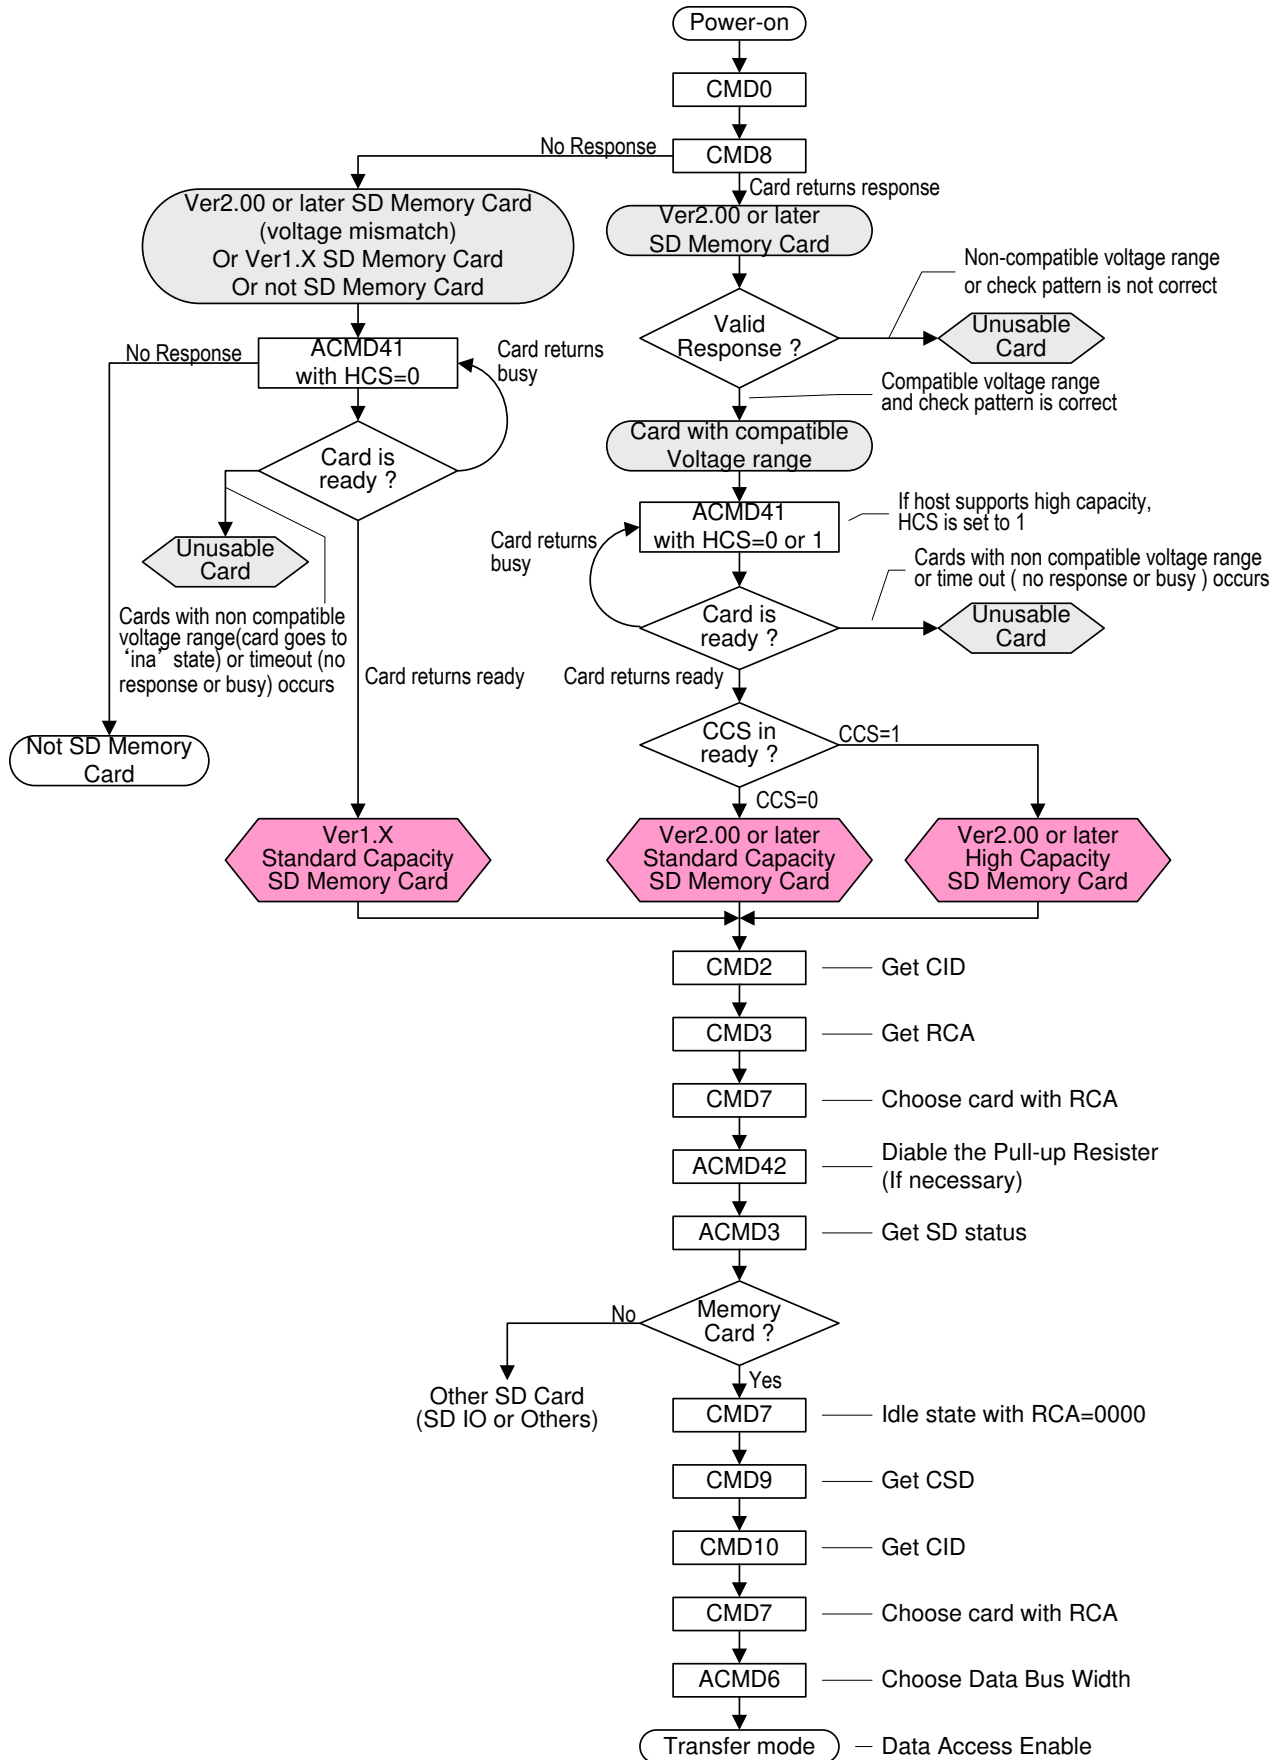 Power-on
CMD0
No Response
CMD8
Card returns response
Ver2.00 or later SD Memory Card
(voltage mismatch)
Or Ver1.X SD Memory Card
Or not SD Memory Card
Ver2.00 or later
SD Memory Card
Non-compatible voltage range
or check pattern is not correct
Valid
Response ?
Unusable
Card
No Response
ACMD41
with HCS=0
Card returns
busy
Compatible voltage range
and check pattern is correct
Card is
ready ?
Card with compatible
Voltage range
ACMD41
with HCS=0 or 1
If host supports high capacity,
HCS is set to 1
Card returns
busy
Unusable
Card
Cards with non compatible voltage range
or time out ( no response or busy ) occurs
Card is
ready ?
Unusable
Card
Cards with non compatible
voltage range(card goes to
‘ina’ state) or timeout (no
response or busy) occurs
Card returns ready
Card returns ready
Not SD Memory
Card
CCS in
ready ?
CCS=1
CCS=0
Ver1.X
Standard Capacity
SD Memory Card
Ver2.00 or later
Standard Capacity
SD Memory Card
Ver2.00 or later
High Capacity
SD Memory Card
CMD2
Get CID
CMD3
Get RCA
CMD7
Choose card with RCA
ACMD42
Diable the Pull-up Resister
(If necessary)
ACMD3
Get SD status
No
Memory
Card ?
Yes
Other SD Card
(SD IO or Others)
CMD7
Idle state with RCA=0000
CMD9
Get CSD
CMD10
Get CID
CMD7
Choose card with RCA
ACMD6
Choose Data Bus Width
Transfer mode
Data Access Enable